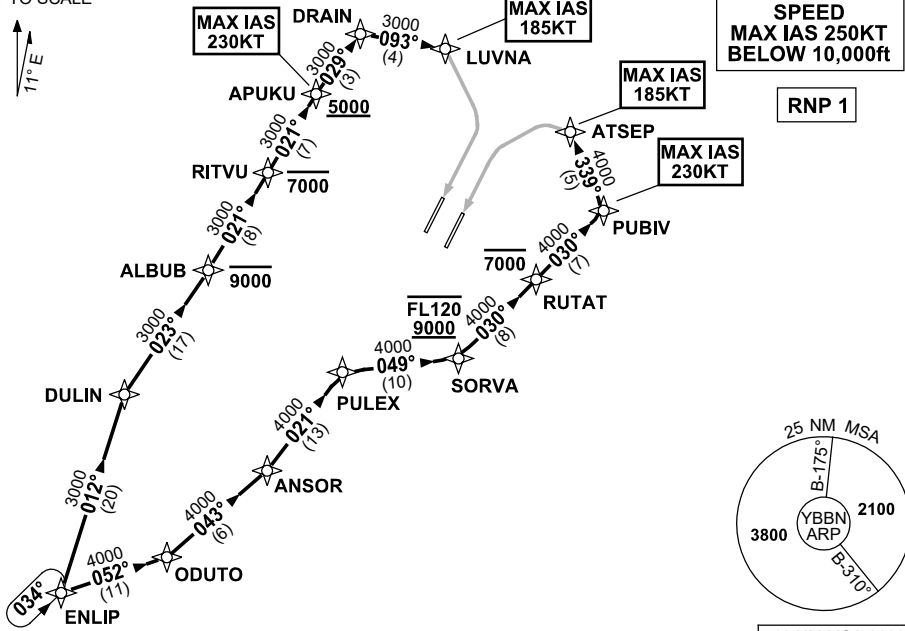 TO SCALE
11° E
MAX IAS
230KT
DRAIN
3000
093°
(4)
MAX IAS
185KT
LUVNA
SPEED
MAX IAS 250KT
BELOW 10,000ft
RNP 1
3000
029°
(3)
APUKU
5000
MAX IAS
185KT
ATSEP
3000
021°
(7)
RITVU
7000
4000
339°
(5)
MAX IAS
230KT
PUBIV
3000
021°
(8)
ALBUB
9000
7000
4000
030°
(7)
RUTAT
FL120
9000
4000
030°
(8)
SORVA
3000
023°
(17)
DULIN
4000
049°
(10)
PULEX
4000
021°
(13)
ANSOR
3000
012°
(20)
4000
043°
(6)
ODUTO
4000
052°
(11)
034°
ENLIP
25 NM MSA
B-175°
2100
YBBN
ARP
3800
B-310°